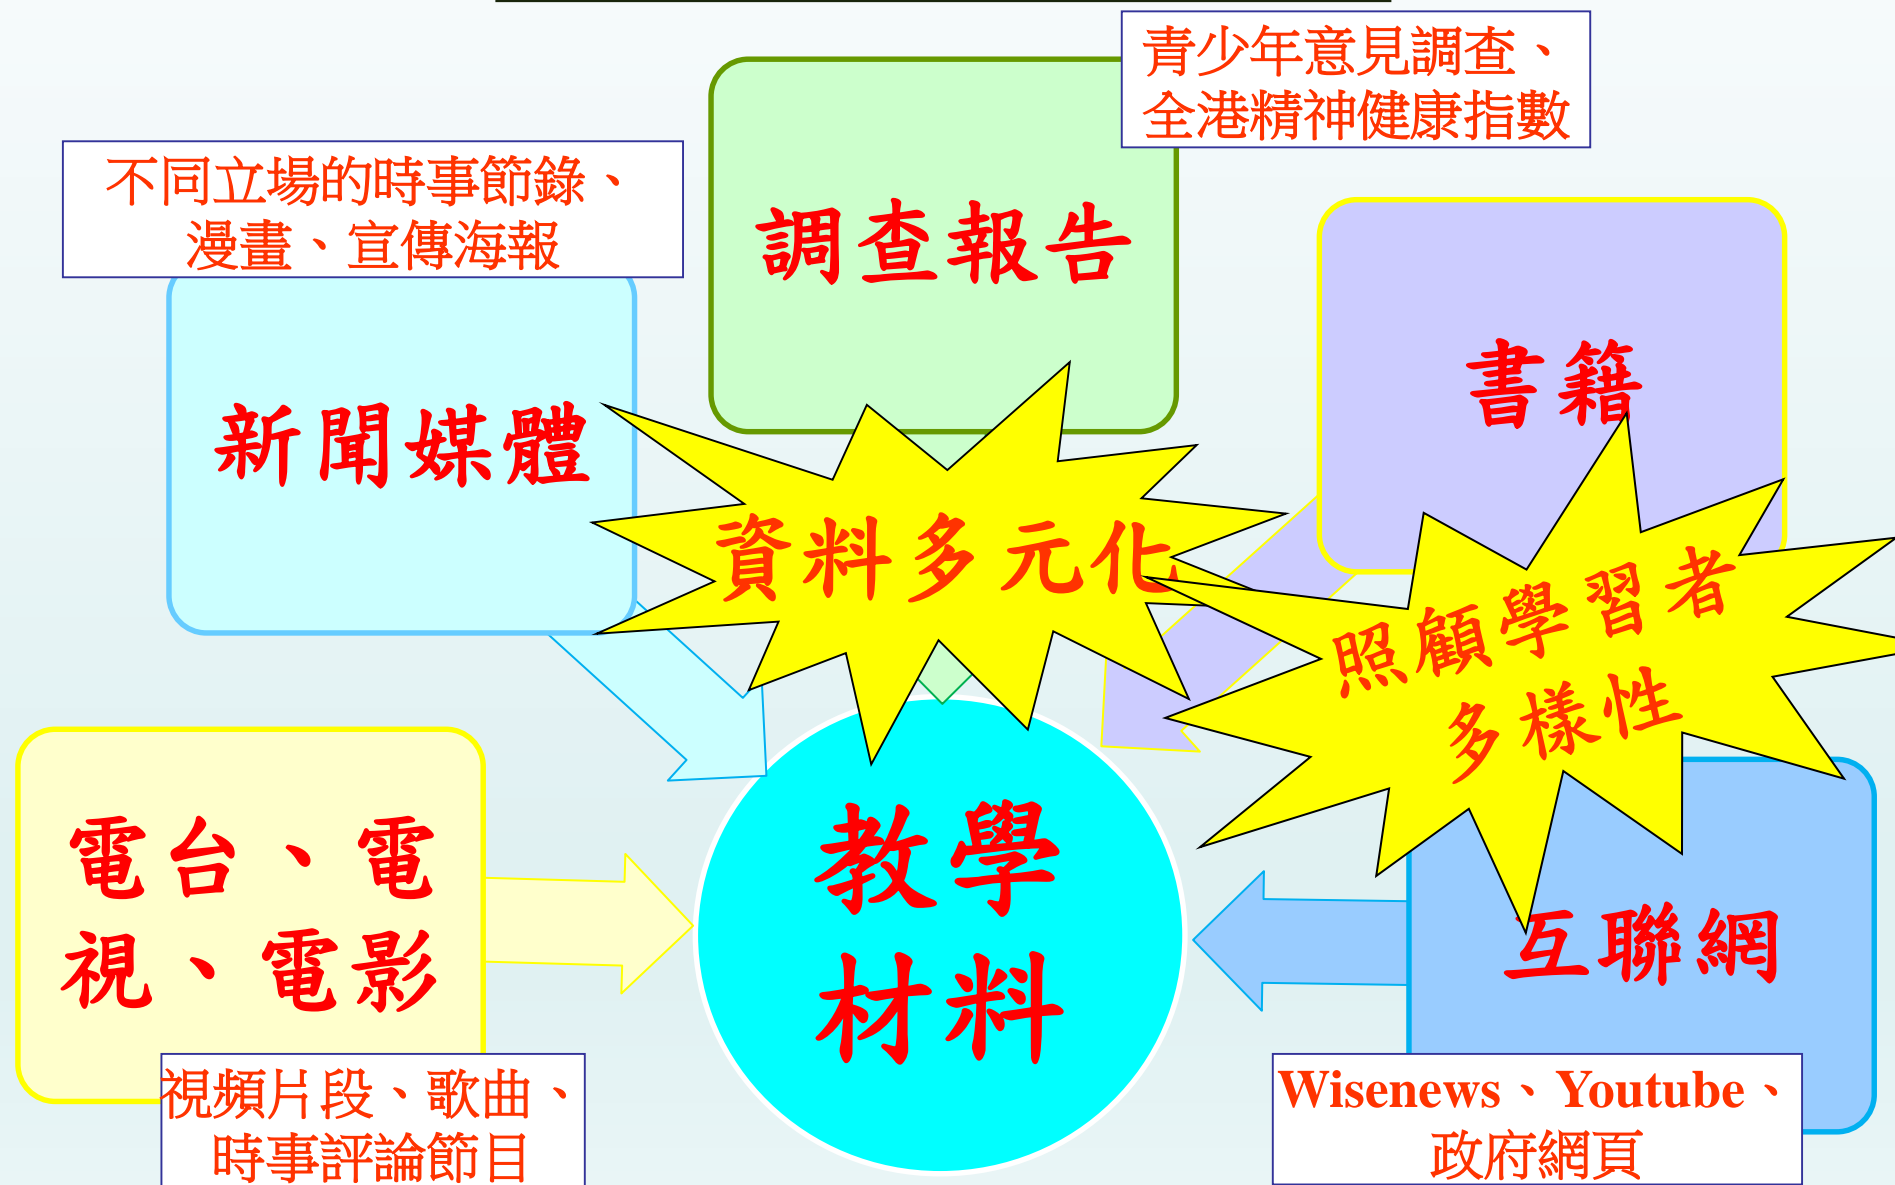 青少年意見調查、
全港精神健康指數
不同立場的時事節錄、
漫畫、宣傳海報
調查報告
書籍
新聞媒體
資料多元化
照顧學習者
多樣性
電台、電
視、電影
教學
材料
互聯網
視頻片段、歌曲、
時事評論節目
Wisenews、Youtube、
政府網頁